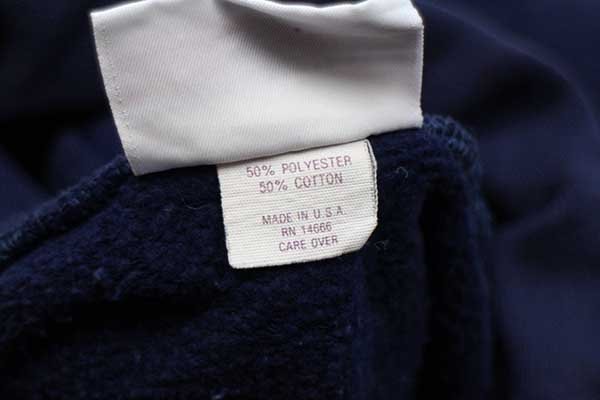 50% POLYESTER
50% COTTON
MADE IN U.S.A.
RN 14666
CARE OVER